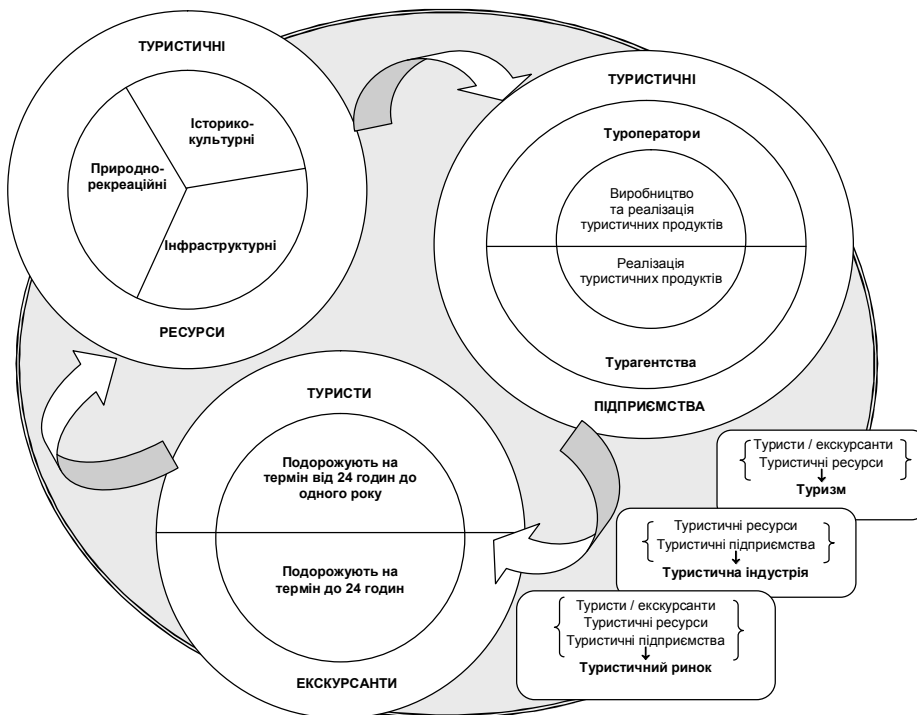 ТУРИСТИЧНІ
Історико-
культурні
Природно-
рекреаційні
Інфраструктурні
РЕСУРСИ
ТУРИСТИЧНІ
Туроператори
Виробництво
та реалізація
туристичних продуктів
Реалізація
туристичних продуктів
Турагентства
ПІДПРИЄМСТВА
ТУРИСТИ
Подорожують на
термін від 24 годин до
одного року
Подорожують на
термін до 24 годин
ЕКСКУРСАНТИ
Туристи / екскурсанти
Туристичні ресурси
Туризм
Туристичні ресурси
Туристичні підприємства
Туристична індустрія
Туристи / екскурсанти
Туристичні ресурси
Туристичні підприємства
Туристичний ринок